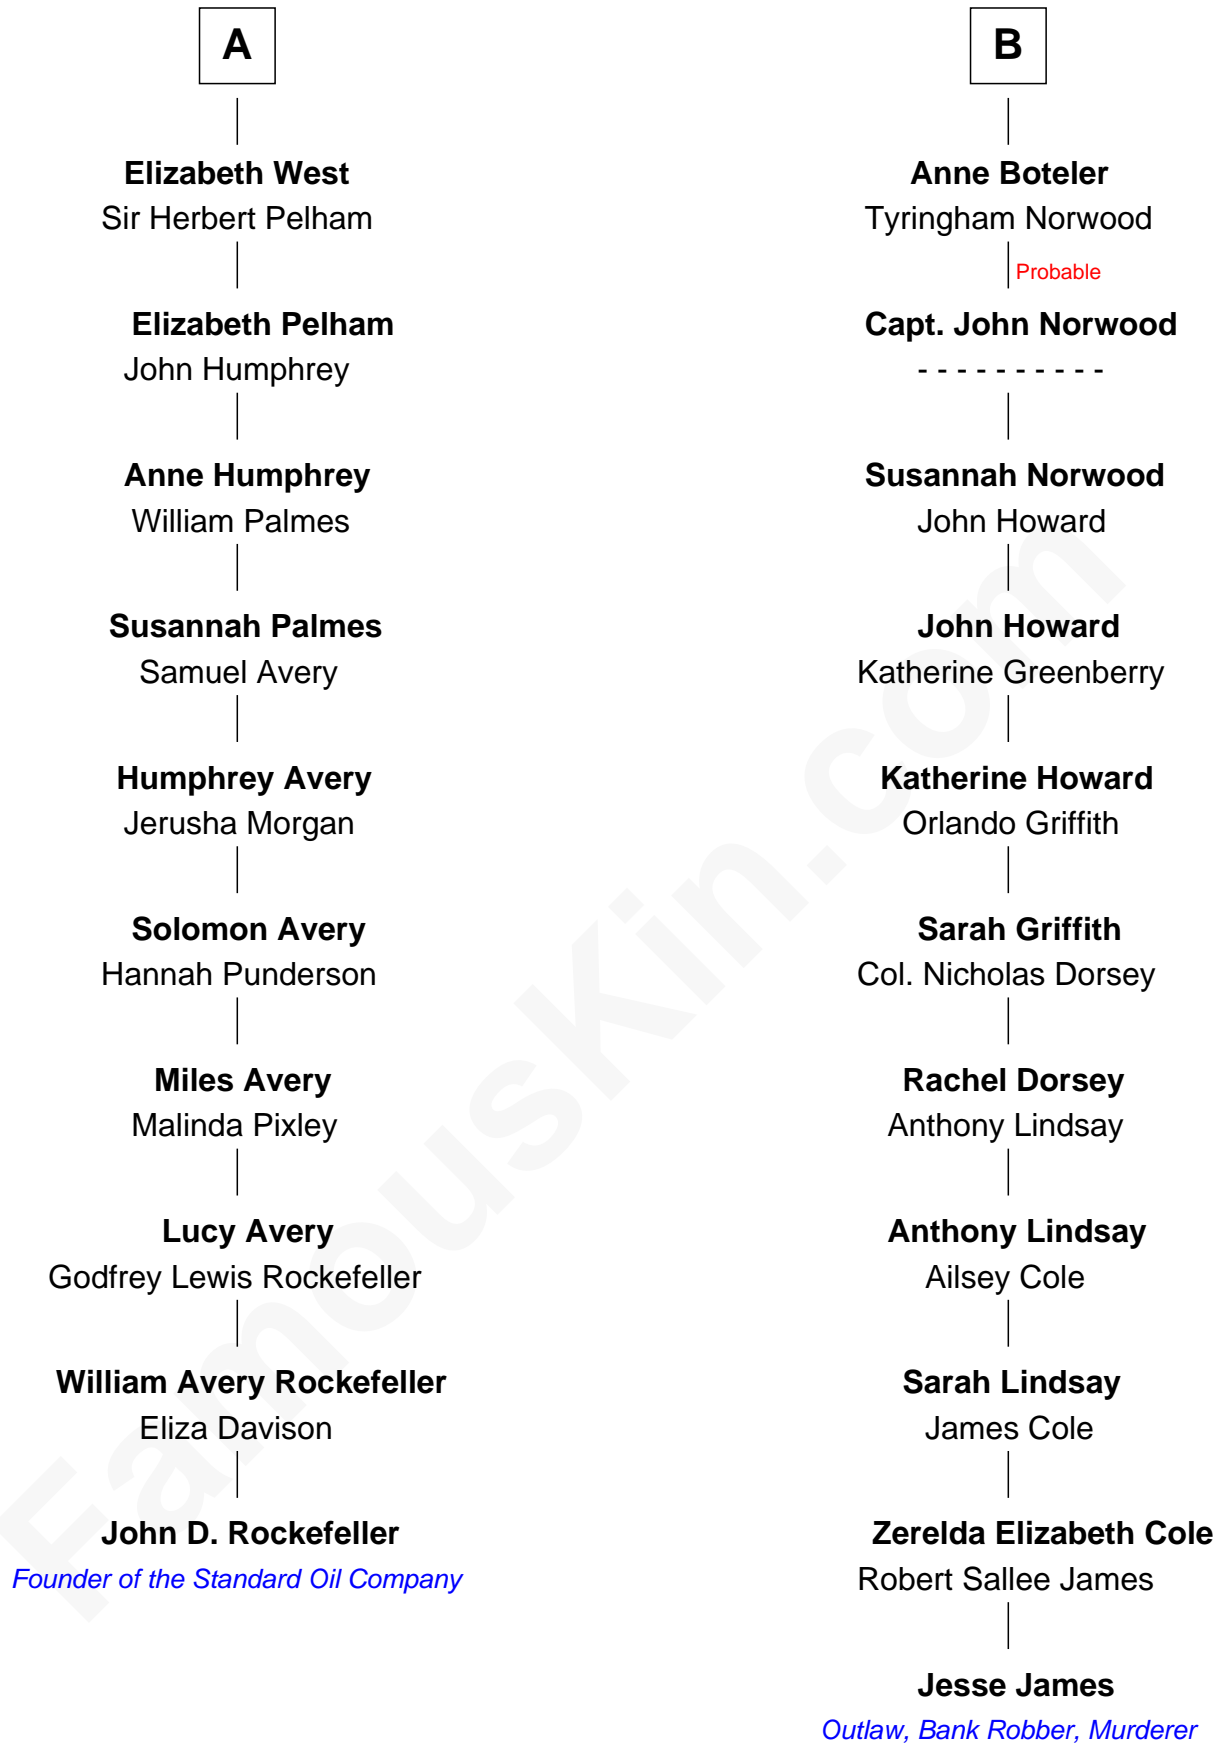 A
Elizabeth West
Sir Herbert Pelham
Elizabeth Pelham
John Humphrey
Anne Humphrey
William Palmes
Susannah Palmes
Samuel Avery
Humphrey Avery
Jerusha Morgan
Solomon Avery
Hannah Punderson
Miles Avery
Malinda Pixley
Lucy Avery
Godfrey Lewis Rockefeller
William Avery Rockefeller
Eliza Davison
John D. Rockefeller
Founder of the Standard Oil Company
B
Anne Boteler
Tyringham Norwood
Probable
Capt. John Norwood
- - - - - - - - - -
Susannah Norwood
John Howard
John Howard
Katherine Greenberry
Katherine Howard
Orlando Griffith
Sarah Griffith
Col. Nicholas Dorsey
Rachel Dorsey
Anthony Lindsay
Anthony Lindsay
Ailsey Cole
Sarah Lindsay
James Cole
Zerelda Elizabeth Cole
Robert Sallee James
Jesse James
Outlaw, Bank Robber, Murderer
FamousKin.com